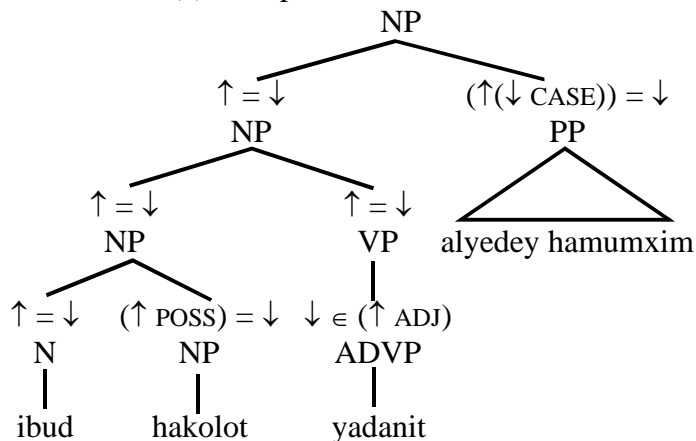 NP
↑ = ↓ (↑(↓ CASE)) = ↓
NP PP
↑ = ↓ ↑ = ↓
NP VP alyedey hamumxim
↑ = ↓ (↑ POSS) = ↓ ↓ ∈ (↑ ADJ)
N NP ADVP
ibud hakolot yadanit